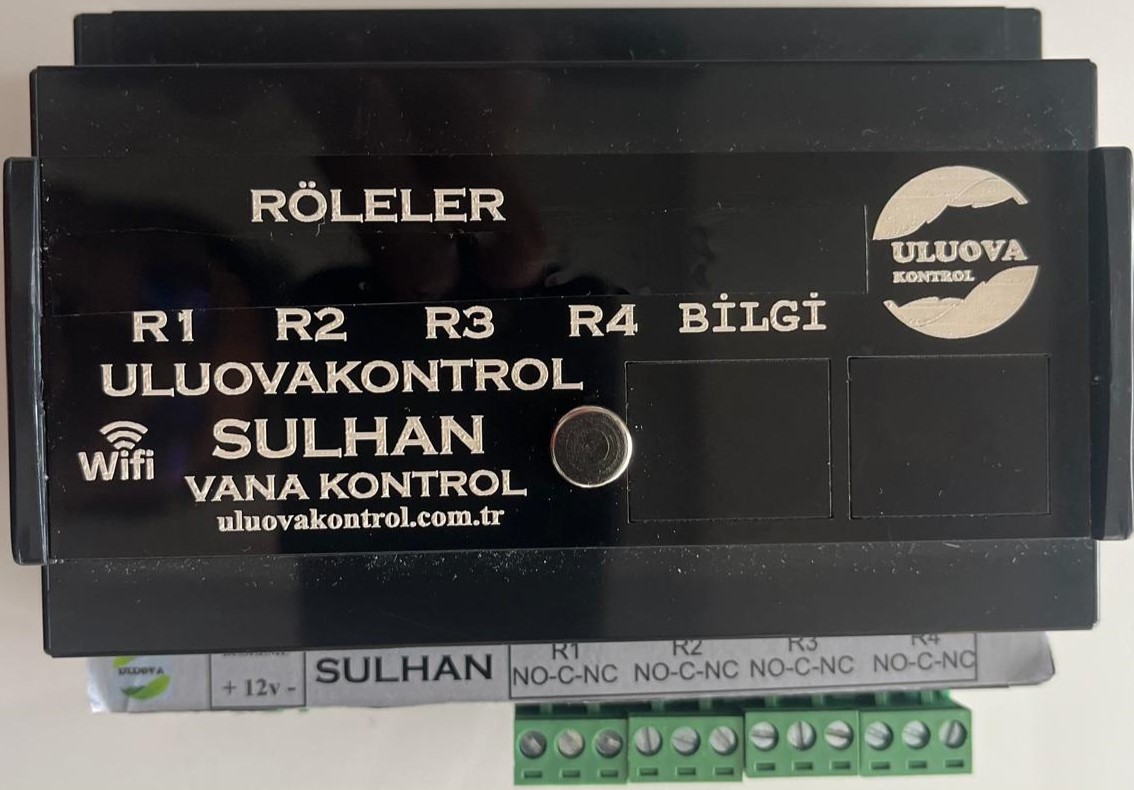 RÖLELER
ULUOVA
KONTROL
R1 R2 R3 R4 BİLGİ
ULUOVAKONTROL
Wifi
SULHAN
VANA KONTROL
uluovakontrol.com.tr
R1 R2 R3 R4
ULUOVA
+ 12v -
SULHAN
NO-C-NC NO-C-NC NO-C-NC NO-C-NC